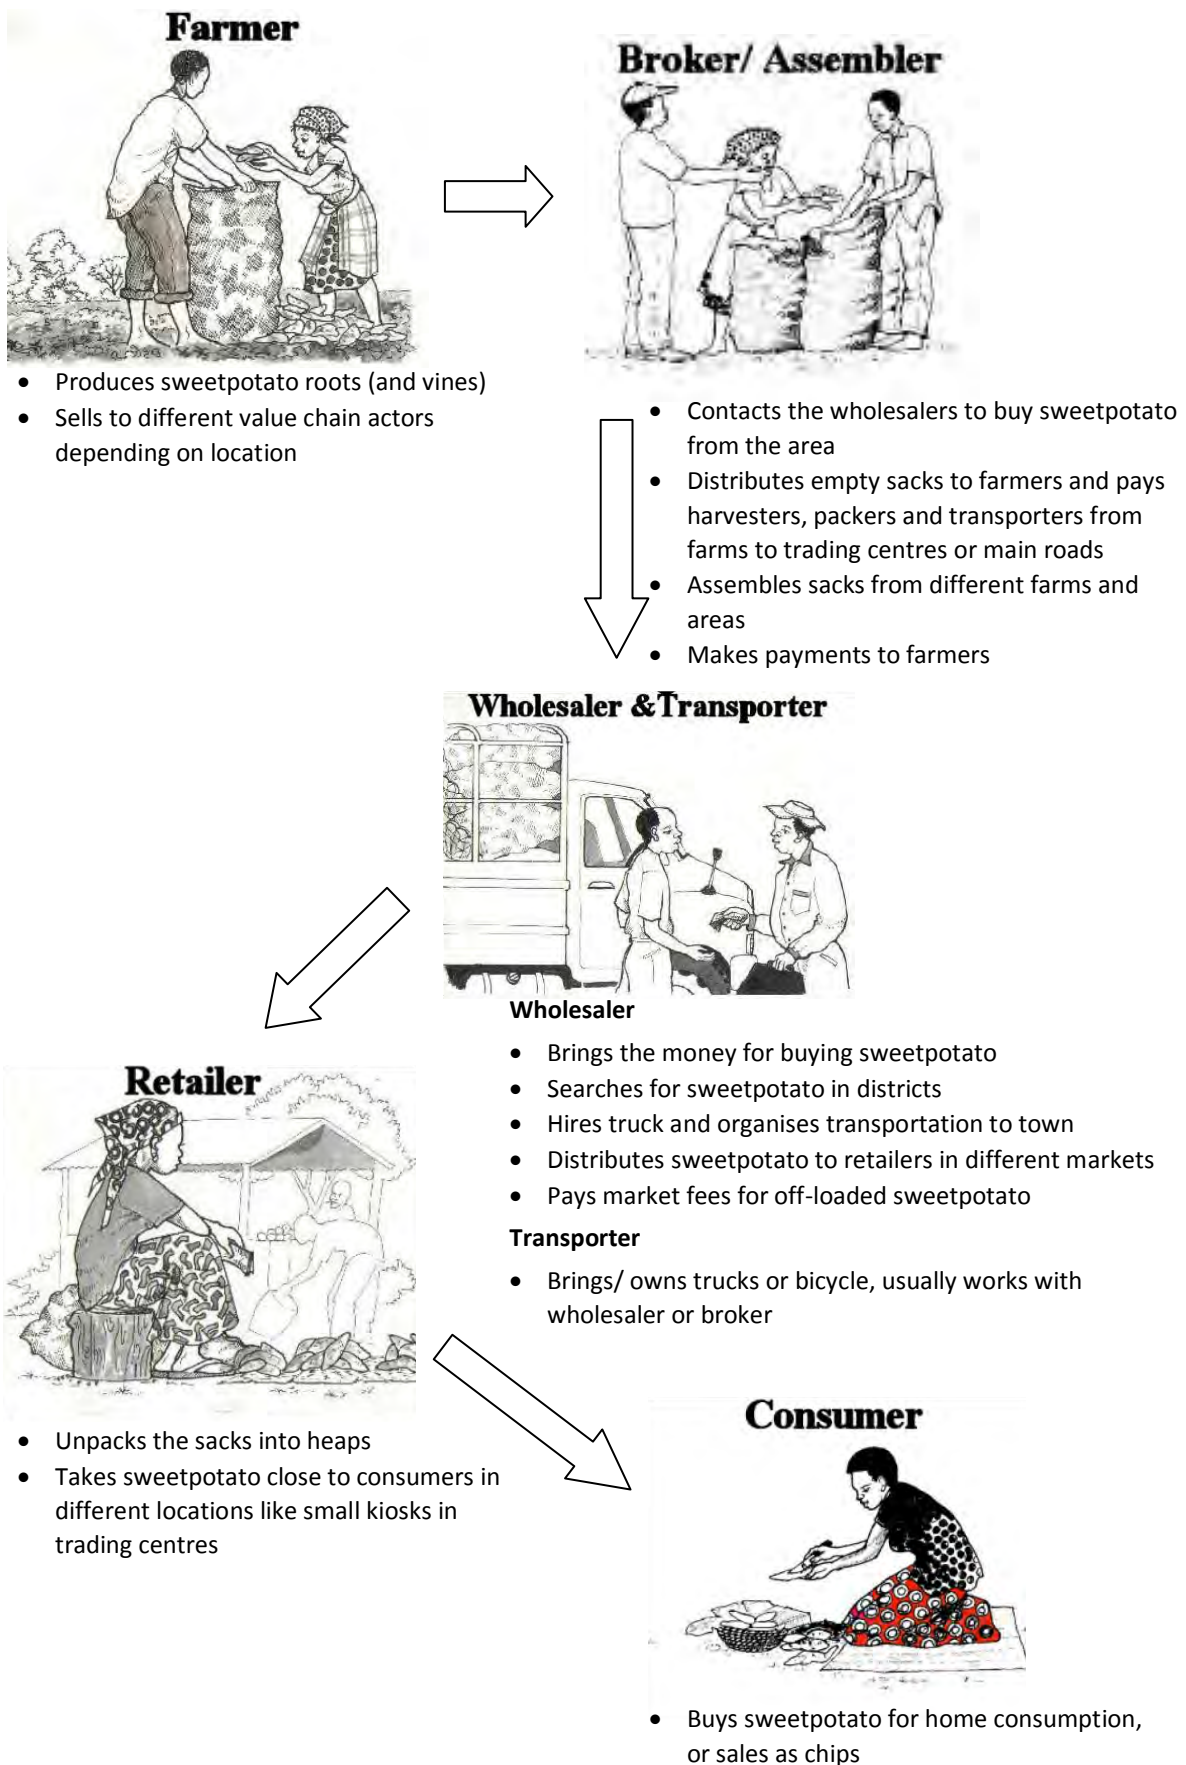 Farmer
• Produces sweetpotato roots (and vines)
• Sells to different value chain actors
depending on location
Broker/ Assembler
• Contacts the wholesalers to buy sweetpotato
from the area
• Distributes empty sacks to farmers and pays
harvesters, packers and transporters from
farms to trading centres or main roads
• Assembles sacks from different farms and
areas
• Makes payments to farmers
Wholesaler &Transporter
Wholesaler
• Brings the money for buying sweetpotato
• Searches for sweetpotato in districts
• Hires truck and organises transportation to town
• Distributes sweetpotato to retailers in different markets
• Pays market fees for off-loaded sweetpotato
Transporter
• Brings/ owns trucks or bicycle, usually works with
wholesaler or broker
Retailer
• Unpacks the sacks into heaps
• Takes sweetpotato close to consumers in
different locations like small kiosks in
trading centres
Consumer
• Buys sweetpotato for home consumption,
or sales as chips